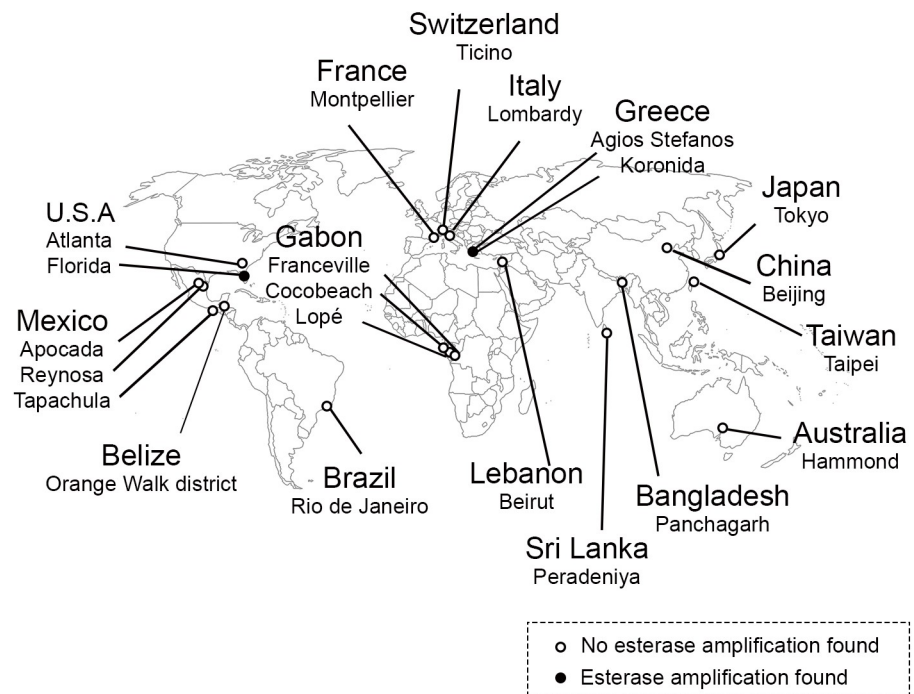 Switzerland
Ticino
France
Montpellier
Italy
Lombardy
Greece
Agios Stefanos
Koronida
Japan
Tokyo
U.S.A
Atlanta
Florida
Gabon
Franceville
Cocobeach
Lopé
China
Beijing
Mexico
Apocada
Reynosa
Tapachula
Taiwan
Taipei
Belize
Orange Walk district
Brazil
Rio de Janeiro
Lebanon
Beirut
Australia
Hammond
Bangladesh
Panchagarh
Sri Lanka
Peradeniya
No esterase amplification found
Esterase amplification found